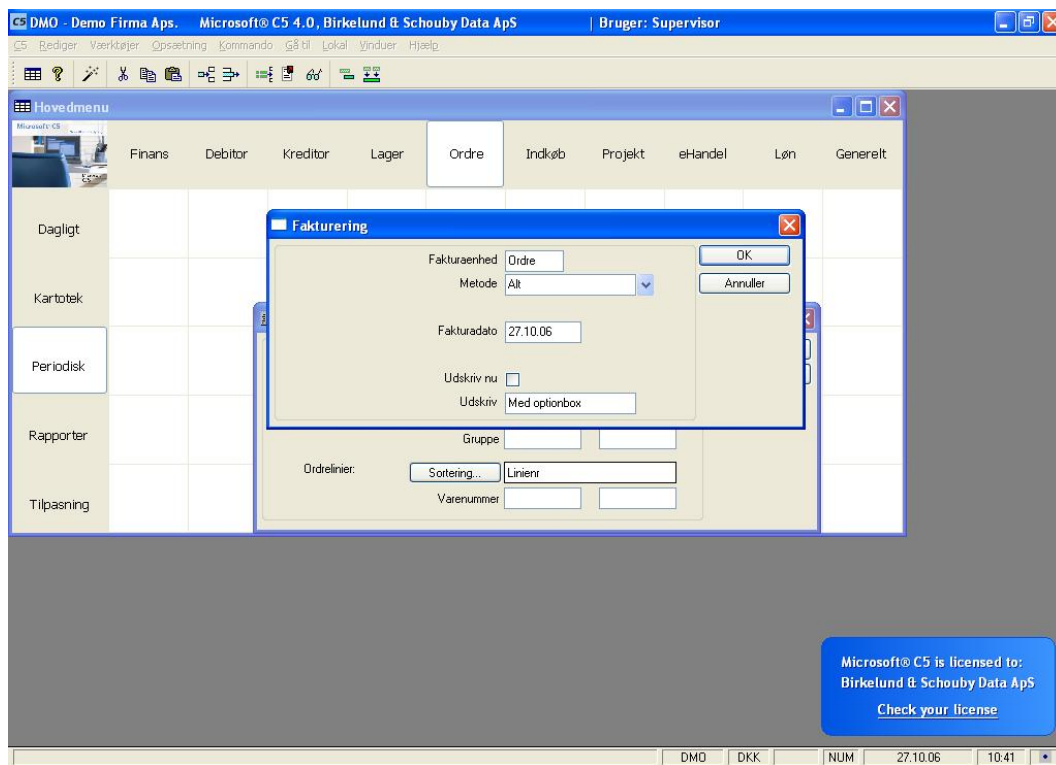 C5 DMO - Demo Firma Aps. Microsoft® C5 4.0, Birkelund & Schouby Data ApS | Bruger: Supervisor
C5 Rediger Værktøjer Opsætning Kommando Gå til Lokal Vinduer Hjælp
Hovedmenu
Microsoft C5
Finans Debitor Kreditor Lager Ordre Indkøb Projekt eHandel Løn Generelt
Dagligt
Kartotek
Periodisk
Rapporter
Tilpasning
Fakturering
Fakturaenhed Ordre OK
Metode Alt Annuller
Fakturadato 27.10.06
Udskriv nu
Udskriv Med optionbox
Gruppe
Ordrelinier: Sortering... Linienr
Varenummer
Microsoft® C5 is licensed to:
Birkelund & Schouby Data ApS
Check your license
DMO DKK NUM 27.10.06 10:41